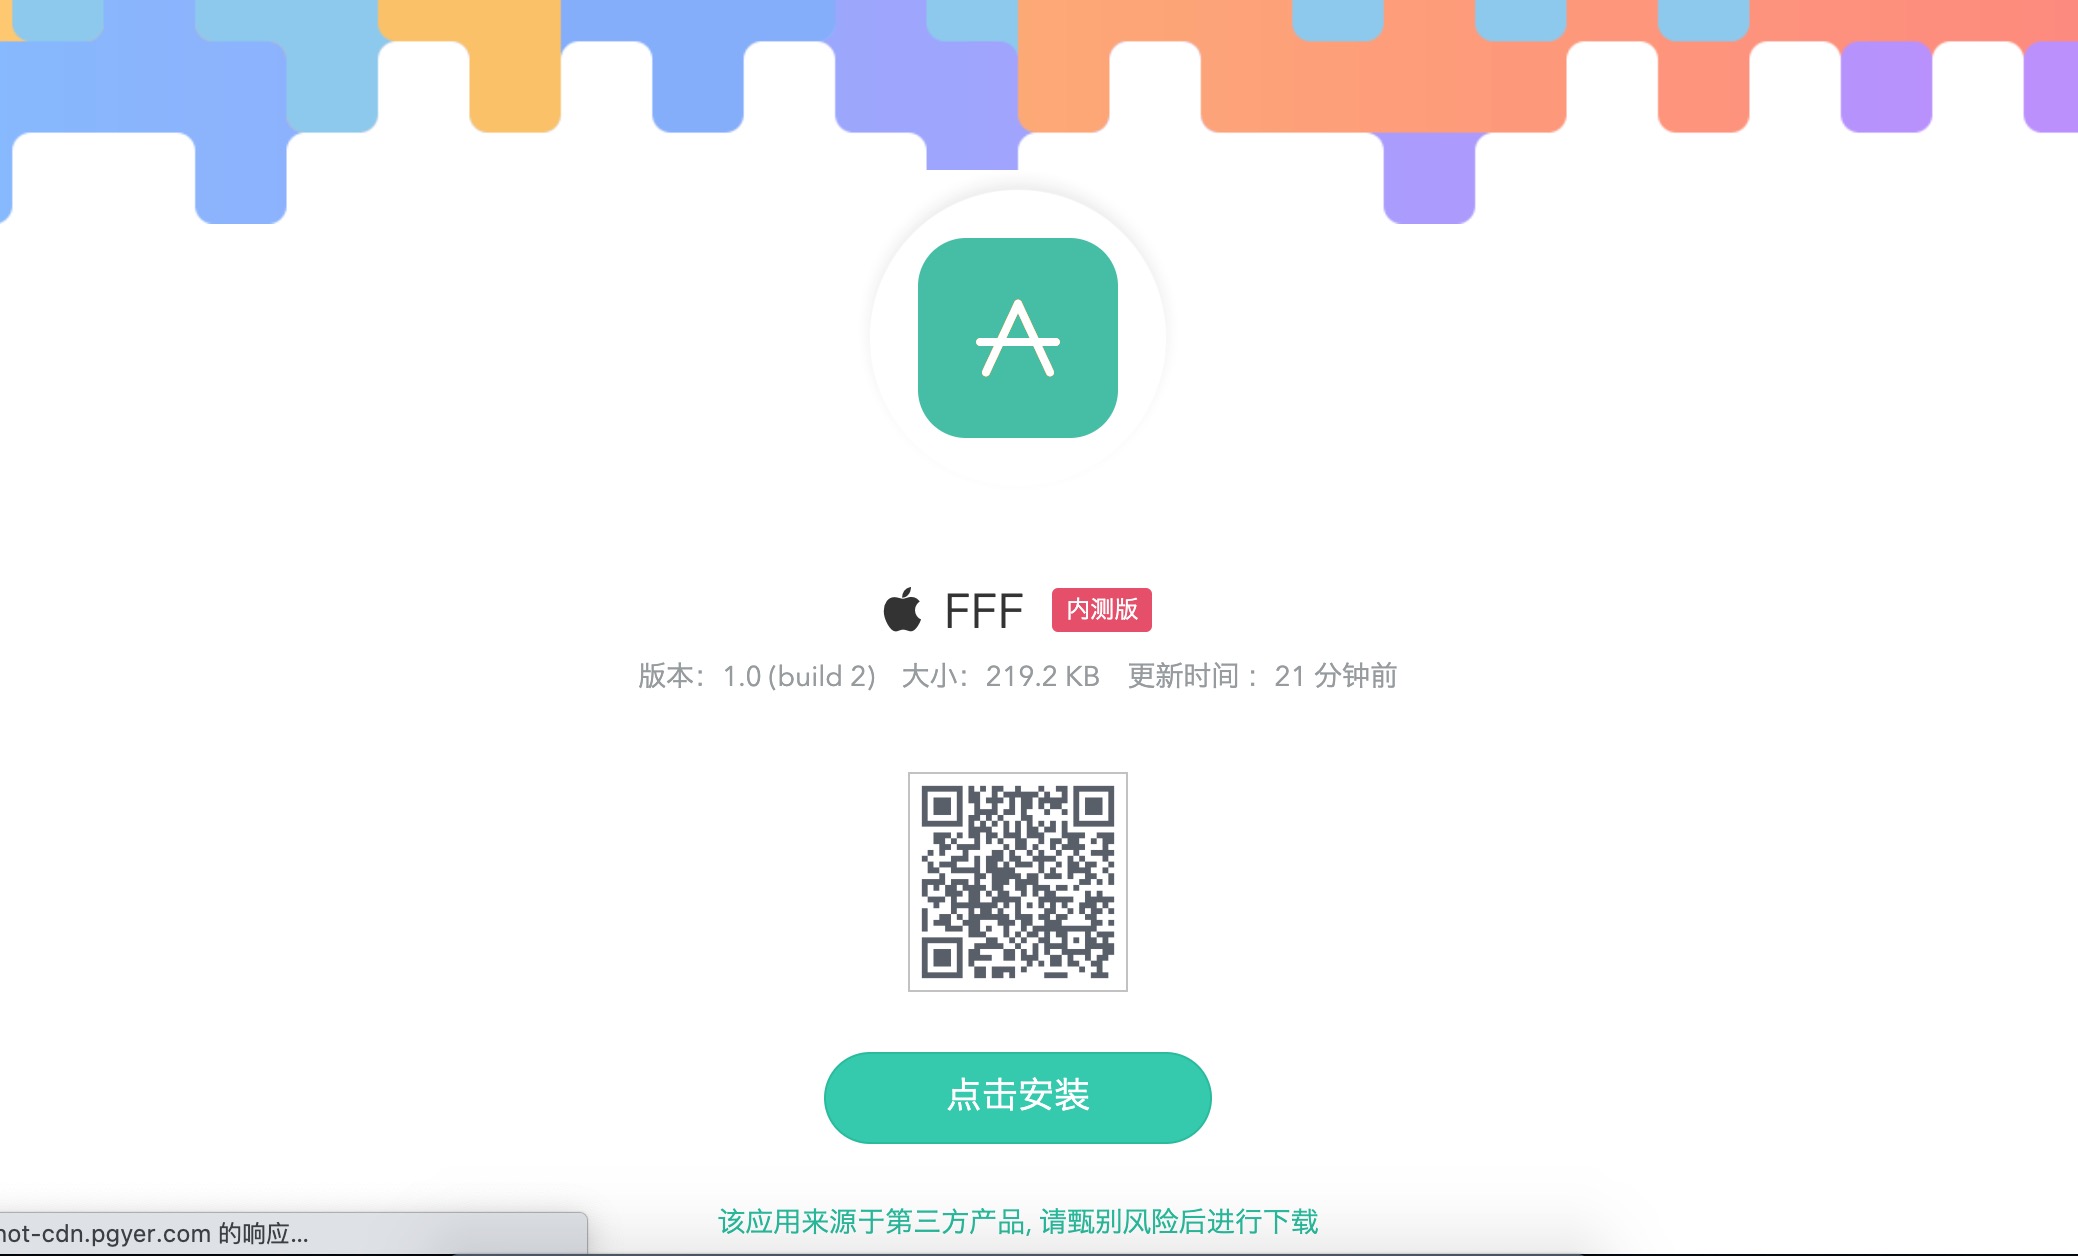 FFF 内测版
版本：1.0 (build 2) 大小：219.2 KB 更新时间 ：21 分钟前
点击安装
该应用来源于第三方产品, 请甄别风险后进行下载
not-cdn.pgyer.com 的响应...